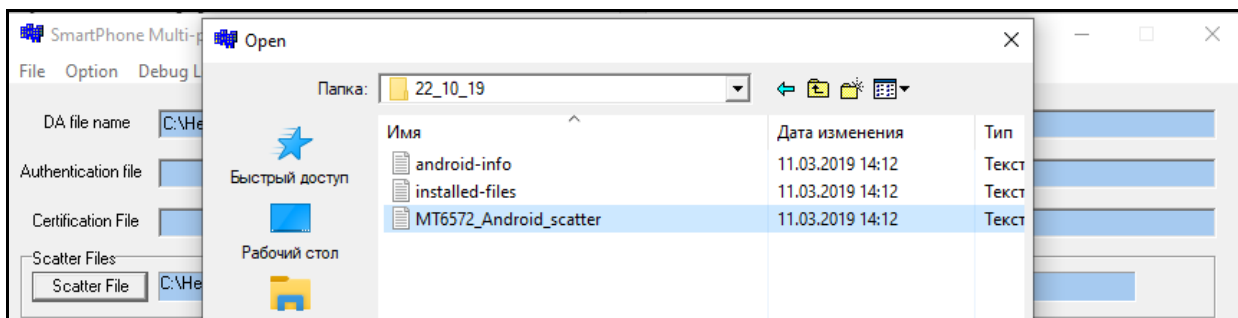 SmartPhone Multi-p
Open
File Option Debug L
Папка: 22_10_19
DA file name C:\He
Имя Дата изменения Тип
Authentication file
Быстрый доступ
android-info 11.03.2019 14:12 Текст
installed-files 11.03.2019 14:12 Текст
MT6572_Android_scatter 11.03.2019 14:12 Текст
Certification File
Рабочий стол
Scatter Files
Scatter File C:\He